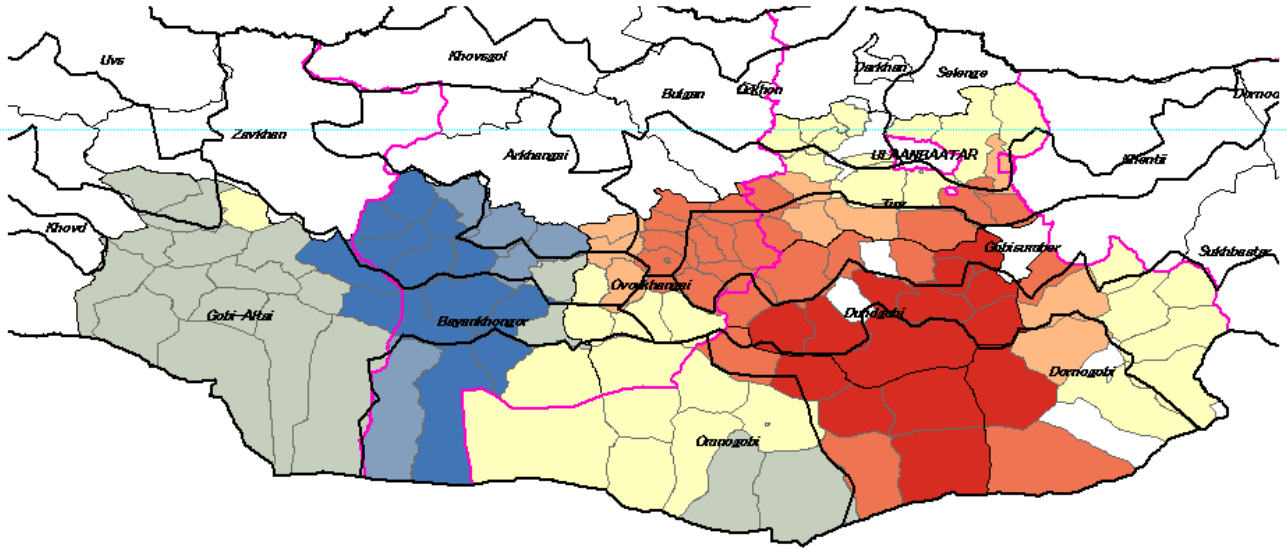 Uvs
Khovsgol
Darkhan
Selenge
Bulgan
Orkhon
Dornod
Zavkhan
Arkhangai
ULAANBAATAR
Khentii
Tuv
Khovd
Gobisumber
Sukhbaatar
Ovorkhangai
Gobi-Altai
Bayankhongor
Dundgobi
Dornogobi
Omnogobi